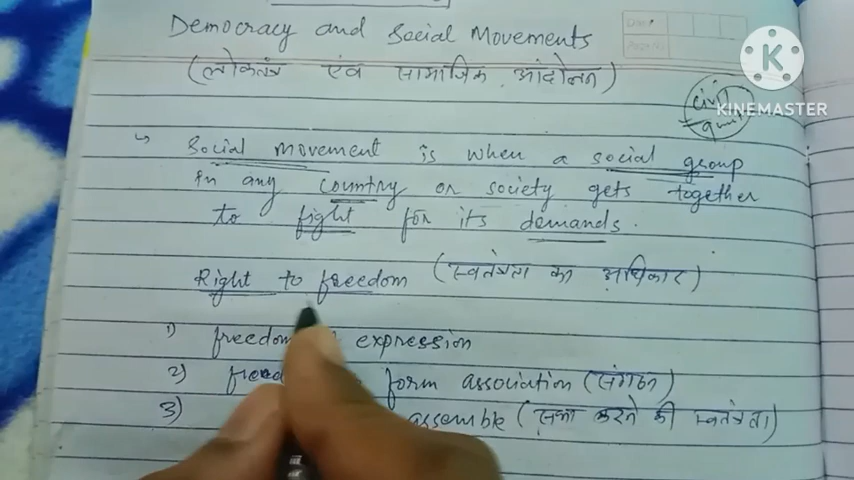 Democracy and Social Movements
(लोकतंत्र एंव सामाजिक आंदोलन)
KINEMASTER
civil
↳ Social movement is when a social group
in any country or society gets together
to fight for its demands.
Right to freedom (स्वतंत्रता का अधिकार)
1) freedom expression
2) form association (संगठन)
3) assemble (सभा करने की स्वतंत्रता)